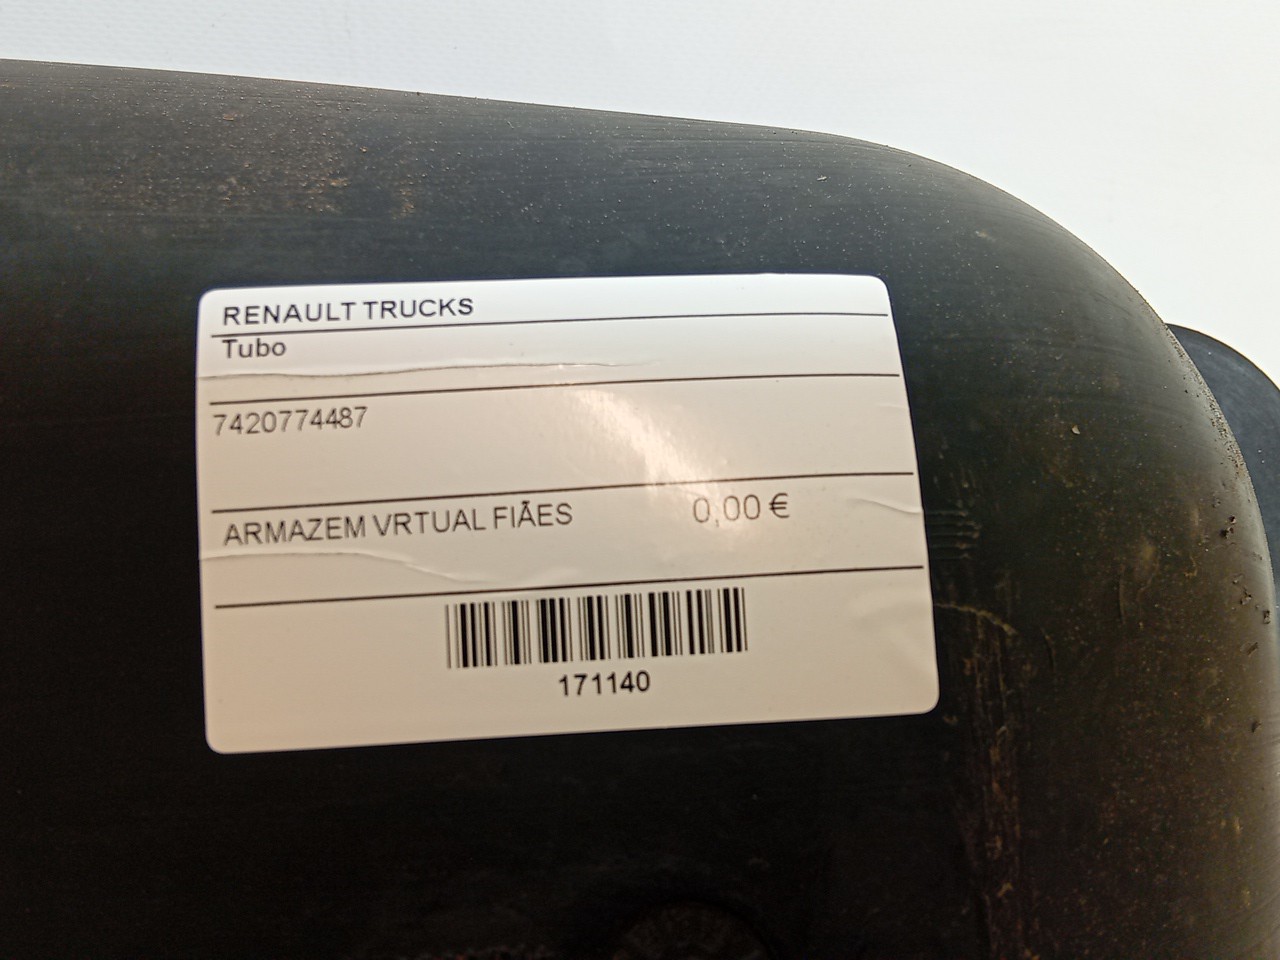 RENAULT TRUCKS
Tubo
7420774487
ARMAZEM VRTUAL FIÃES 0,00 €
171140